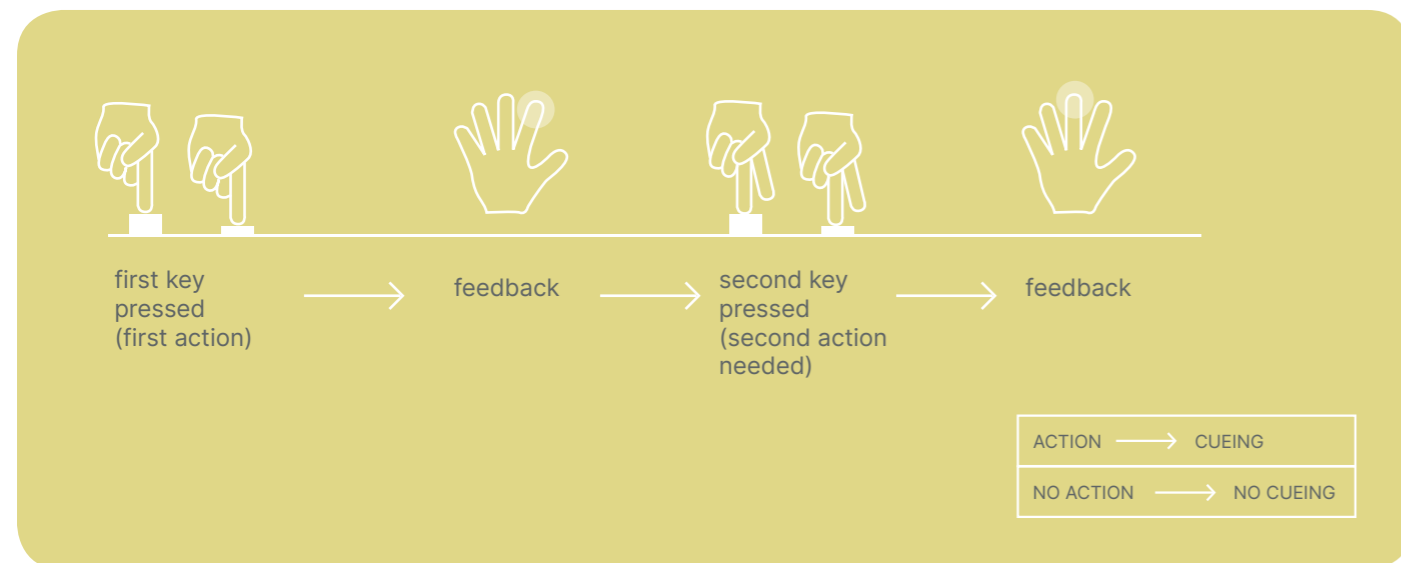 first key
pressed
(first action)
feedback
second key
pressed
(second action
needed)
feedback
ACTION CUEING
NO ACTION NO CUEING